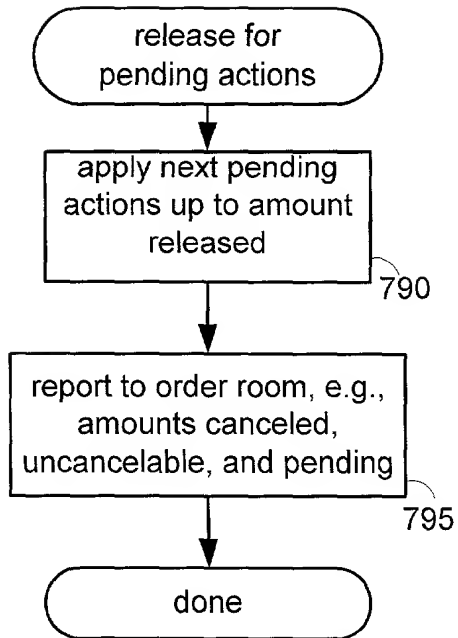 release for
pending actions
apply next pending
actions up to amount
released
790
report to order room, e.g.,
amounts canceled,
uncancelable, and pending
795
done